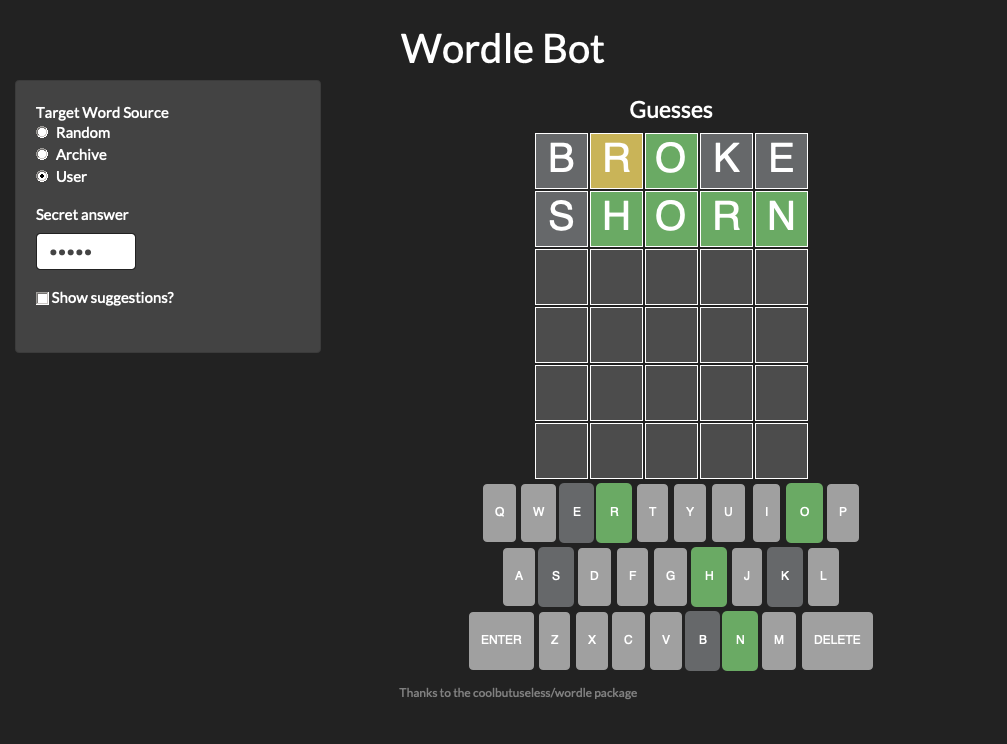 Wordle Bot
Target Word Source
Random
Archive
User
Secret answer
•••••
Show suggestions?
Guesses
B R O K E
S H O R N
Q W E R T Y U I O P
A S D F G H J K L
ENTER Z X C V B N M DELETE
Thanks to the coolbutuseless/wordle package